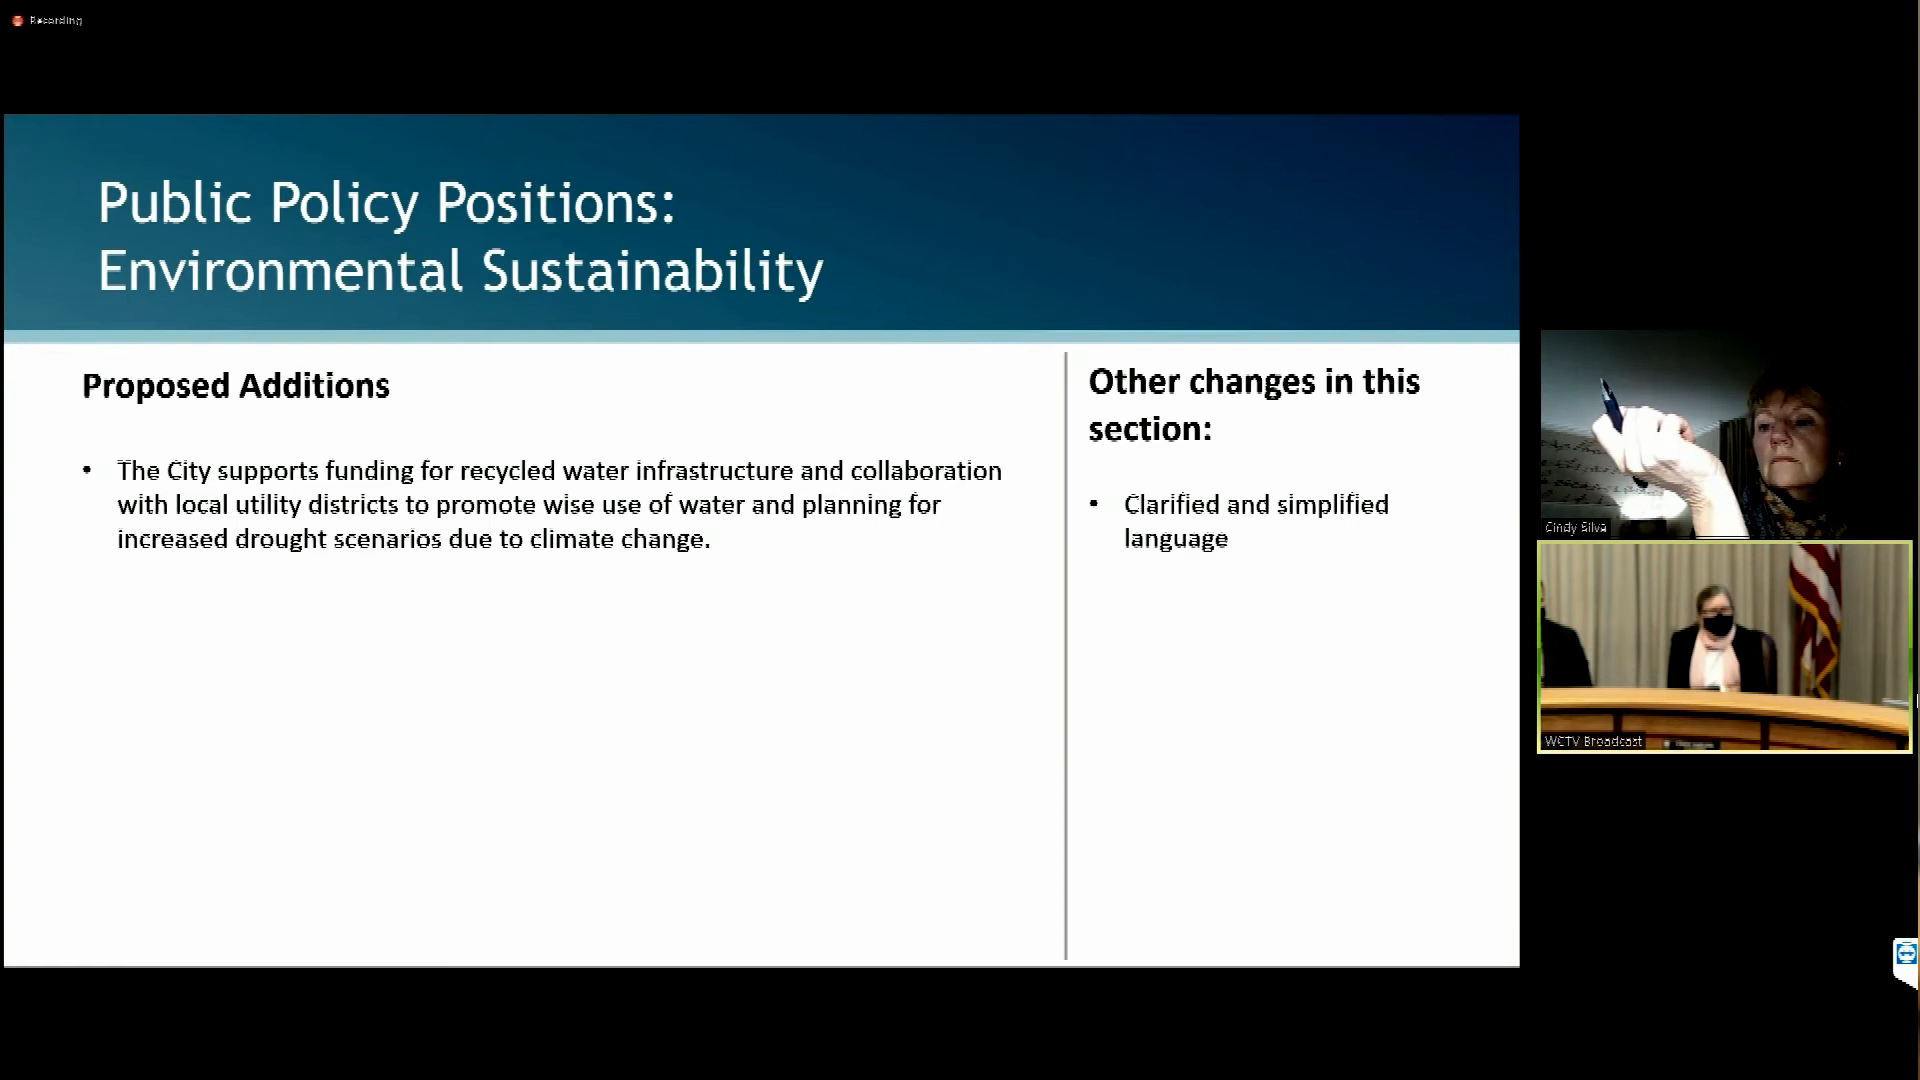 Recording
Public Policy Positions:
Environmental Sustainability
Proposed Additions
• The City supports funding for recycled water infrastructure and collaboration
with local utility districts to promote wise use of water and planning for
increased drought scenarios due to climate change.
Other changes in this
section:
• Clarified and simplified
language
Cindy Silva
WCTV Broadcast